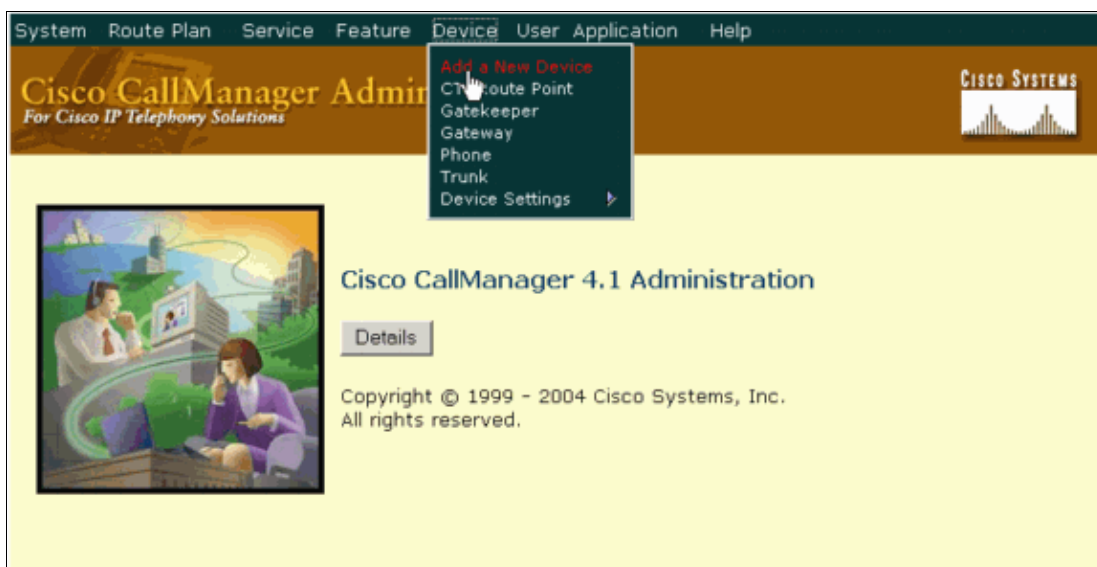 System Route Plan Service Feature Device User Application Help
Cisco CallManager Admin
For Cisco IP Telephony Solutions
CISCO SYSTEMS
Add a New Device
CTI Route Point
Gatekeeper
Gateway
Phone
Trunk
Device Settings
Cisco CallManager 4.1 Administration
Details
Copyright © 1999 - 2004 Cisco Systems, Inc.
All rights reserved.